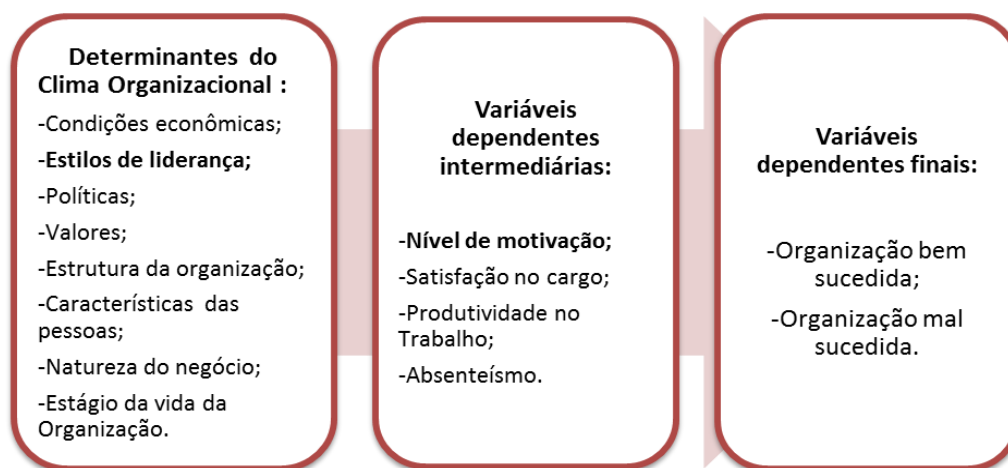 Determinantes do
Clima Organizacional :
-Condições econômicas;
-Estilos de liderança;
-Políticas;
-Valores;
-Estrutura da organização;
-Características das
pessoas;
-Natureza do negócio;
-Estágio da vida da
Organização.
Variáveis
dependentes
intermediárias:
-Nível de motivação;
-Satisfação no cargo;
-Produtividade no
Trabalho;
-Absenteísmo.
Variáveis
dependentes finais:
-Organização bem
sucedida;
-Organização mal
sucedida.